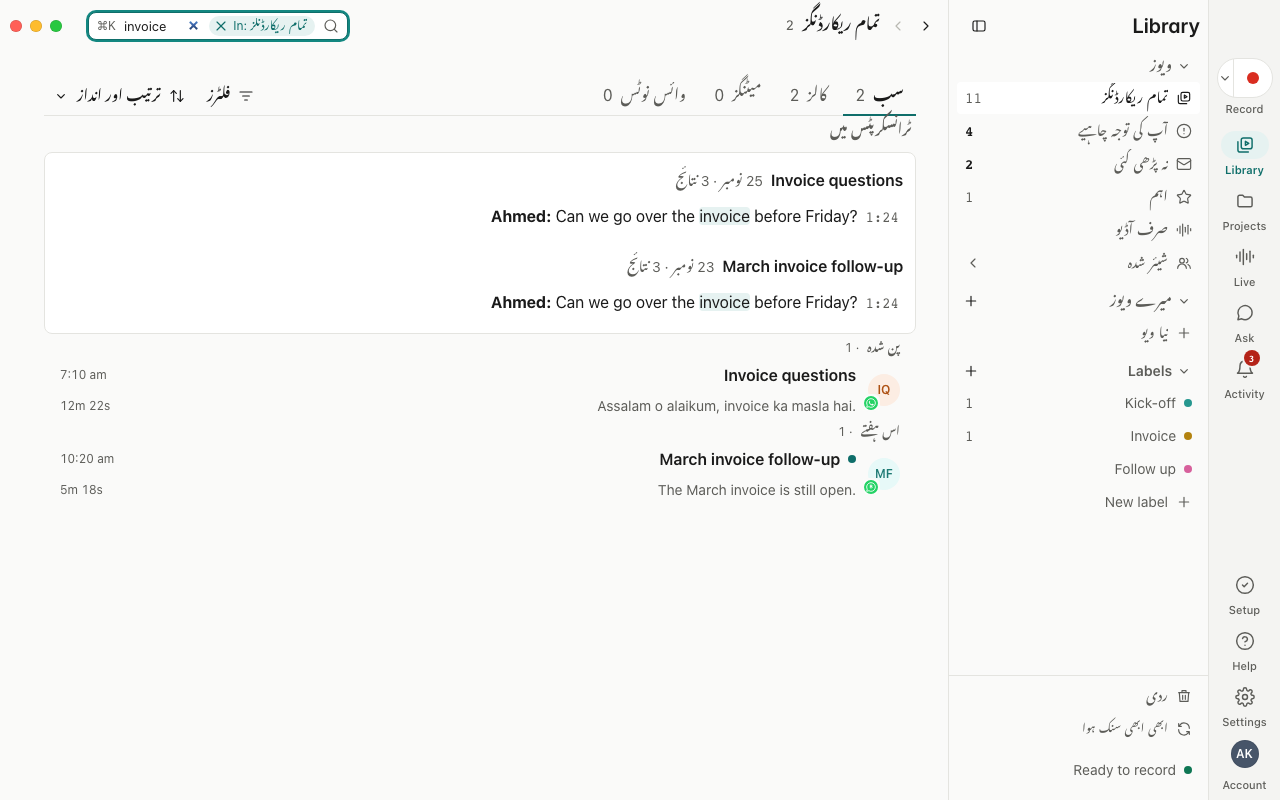 Record
Library
Projects
Live
Ask
3
Activity
Setup
Help
Settings
AK
Account
Library
ویوز
تمام ریکارڈنگز 11
آپ کی توجہ چاہیے 4
نہ پڑھی گئی 2
اہم 1
صرف آڈیو
شیئر شدہ
میرے ویوز
نیا ویو
Labels
Kick-off 1
Invoice 1
Follow up
New label
ردی
ابھی ابھی سنک ہوا
Ready to record
تمام ریکارڈنگز 2
⌘K invoice In: تمام ریکارڈنگز
سب 2 کالز 2 میٹنگز 0 وائس نوٹس 0
فلٹرز ترتیب اور انداز
ٹرانسکرپٹس میں
Invoice questions 25 نومبر · 3 نتائج
Ahmed: Can we go over the invoice before Friday? 1:24
March invoice follow-up 23 نومبر · 3 نتائج
Ahmed: Can we go over the invoice before Friday? 1:24
پن شدہ · 1
IQ Invoice questions 7:10 am
Assalam o alaikum, invoice ka masla hai. 12m 22s
اس ہفتے · 1
MF March invoice follow-up 10:20 am
The March invoice is still open. 5m 18s